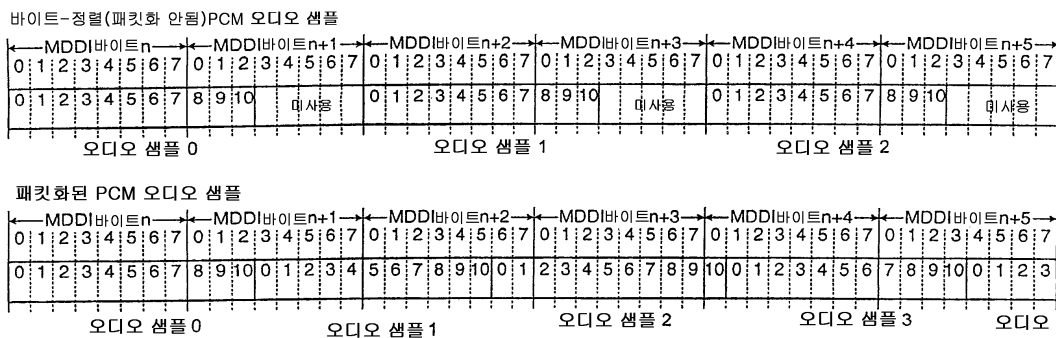 바이트-정렬(패킷화 안됨)PCM 오디오 샘플
MDDI바이트n MDDI바이트n+1 MDDI바이트n+2 MDDI바이트n+3 MDDI바이트n+4 MDDI바이트n+5
0 1 2 3 4 5 6 7 0 1 2 3 4 5 6 7 0 1 2 3 4 5 6 7 0 1 2 3 4 5 6 7 0 1 2 3 4 5 6 7 0 1 2 3 4 5 6 7
0 1 2 3 4 5 6 7 8 9 10 미사용 0 1 2 3 4 5 6 7 8 9 10 미사용 0 1 2 3 4 5 6 7 8 9 10 미사용
오디오 샘플 0 오디오 샘플 1 오디오 샘플 2
패킷화된 PCM 오디오 샘플
MDDI바이트n MDDI바이트n+1 MDDI바이트n+2 MDDI바이트n+3 MDDI바이트n+4 MDDI바이트n+5
0 1 2 3 4 5 6 7 0 1 2 3 4 5 6 7 0 1 2 3 4 5 6 7 0 1 2 3 4 5 6 7 0 1 2 3 4 5 6 7 0 1 2 3 4 5 6 7
0 1 2 3 4 5 6 7 8 9 10 0 1 2 3 4 5 6 7 8 9 10 0 1 2 3 4 5 6 7 8 9 10 0 1 2 3 4 5 6 7 8 9 10 0 1 2 3
오디오 샘플 0 오디오 샘플 1 오디오 샘플 2 오디오 샘플 3 오디오